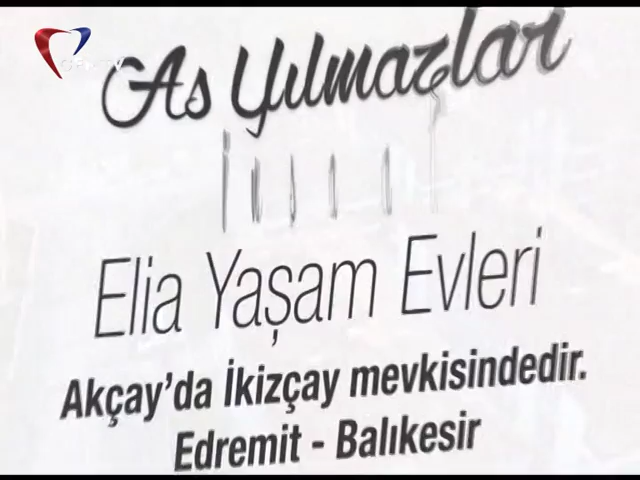 As Yılmazlar
Elia Yaşam Evleri
Akçay'da İkizçay mevkisindedir.
Edremit - Balıkesir